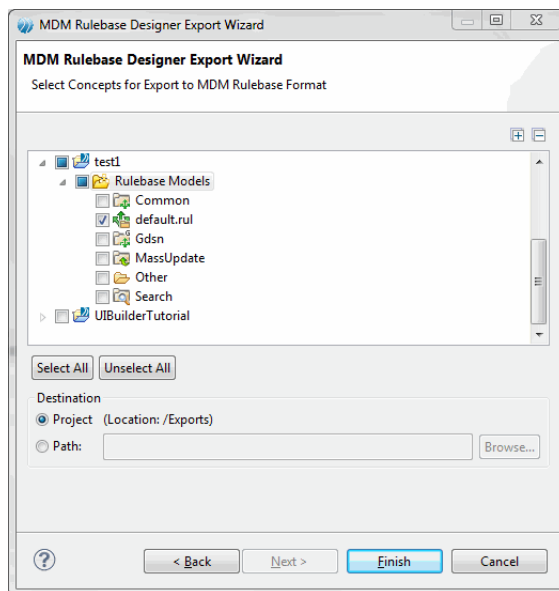 MDM Rulebase Designer Export Wizard
MDM Rulebase Designer Export Wizard
Select Concepts for Export to MDM Rulebase Format
test1
Rulebase Models
Common
default.rul
Gdsn
MassUpdate
Other
Search
UIBuilderTutorial
Select All Unselect All
Destination
Project (Location: /Exports)
Path: Browse...
< Back Next > Finish Cancel